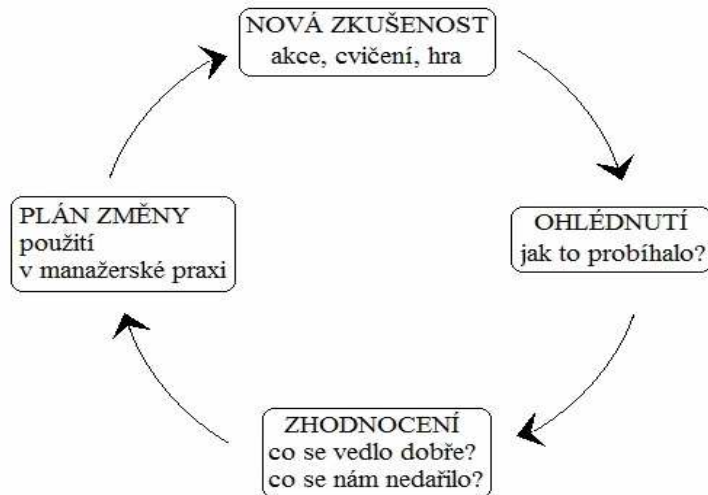 NOVÁ ZKUŠENOST
akce, cvičení, hra
OHLÉDNUTÍ
jak to probíhalo?
ZHODNOCENÍ
co se vedlo dobře?
co se nám nedařilo?
PLÁN ZMĚNY
použití
v manažerské praxi